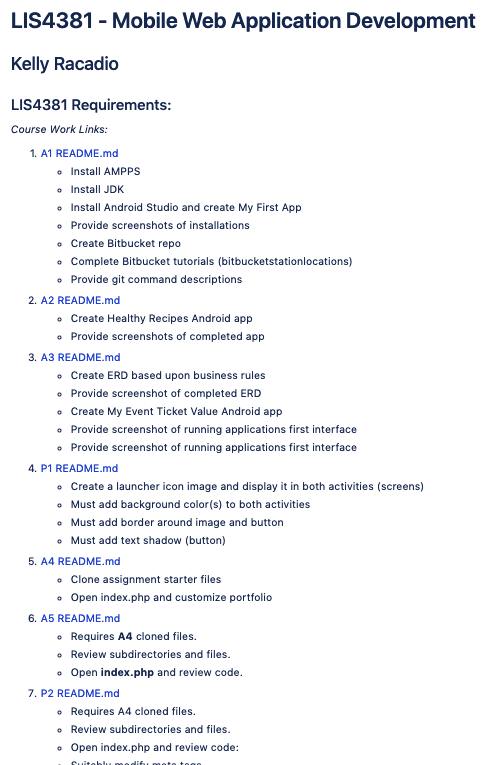 LIS4381 - Mobile Web Application Development
Kelly Racadio
LIS4381 Requirements:
Course Work Links:
1. A1 README.md
◦ Install AMPPS
◦ Install JDK
◦ Install Android Studio and create My First App
◦ Provide screenshots of installations
◦ Create Bitbucket repo
◦ Complete Bitbucket tutorials (bitbucketstationlocations)
◦ Provide git command descriptions
2. A2 README.md
◦ Create Healthy Recipes Android app
◦ Provide screenshots of completed app
3. A3 README.md
◦ Create ERD based upon business rules
◦ Provide screenshot of completed ERD
◦ Create My Event Ticket Value Android app
◦ Provide screenshot of running applications first interface
◦ Provide screenshot of running applications first interface
4. P1 README.md
◦ Create a launcher icon image and display it in both activities (screens)
◦ Must add background color(s) to both activities
◦ Must add border around image and button
◦ Must add text shadow (button)
5. A4 README.md
◦ Clone assignment starter files
◦ Open index.php and customize portfolio
6. A5 README.md
◦ Requires A4 cloned files.
◦ Review subdirectories and files.
◦ Open index.php and review code.
7. P2 README.md
◦ Requires A4 cloned files.
◦ Review subdirectories and files.
◦ Open index.php and review code:
◦ Suitably modify meta tags